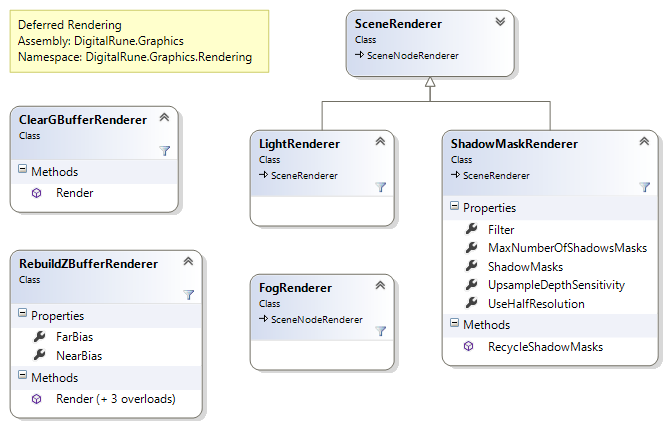 Deferred Rendering
Assembly: DigitalRune.Graphics
Namespace: DigitalRune.Graphics.Rendering
SceneRenderer
Class
SceneNodeRenderer
ClearGBufferRenderer
Class
Methods
Render
LightRenderer
Class
SceneRenderer
ShadowMaskRenderer
Class
SceneRenderer
Properties
Filter
MaxNumberOfShadowsMasks
ShadowMasks
UpsampleDepthSensitivity
UseHalfResolution
Methods
RecycleShadowMasks
RebuildZBufferRenderer
Class
Properties
FarBias
NearBias
Methods
Render (+ 3 overloads)
FogRenderer
Class
SceneNodeRenderer